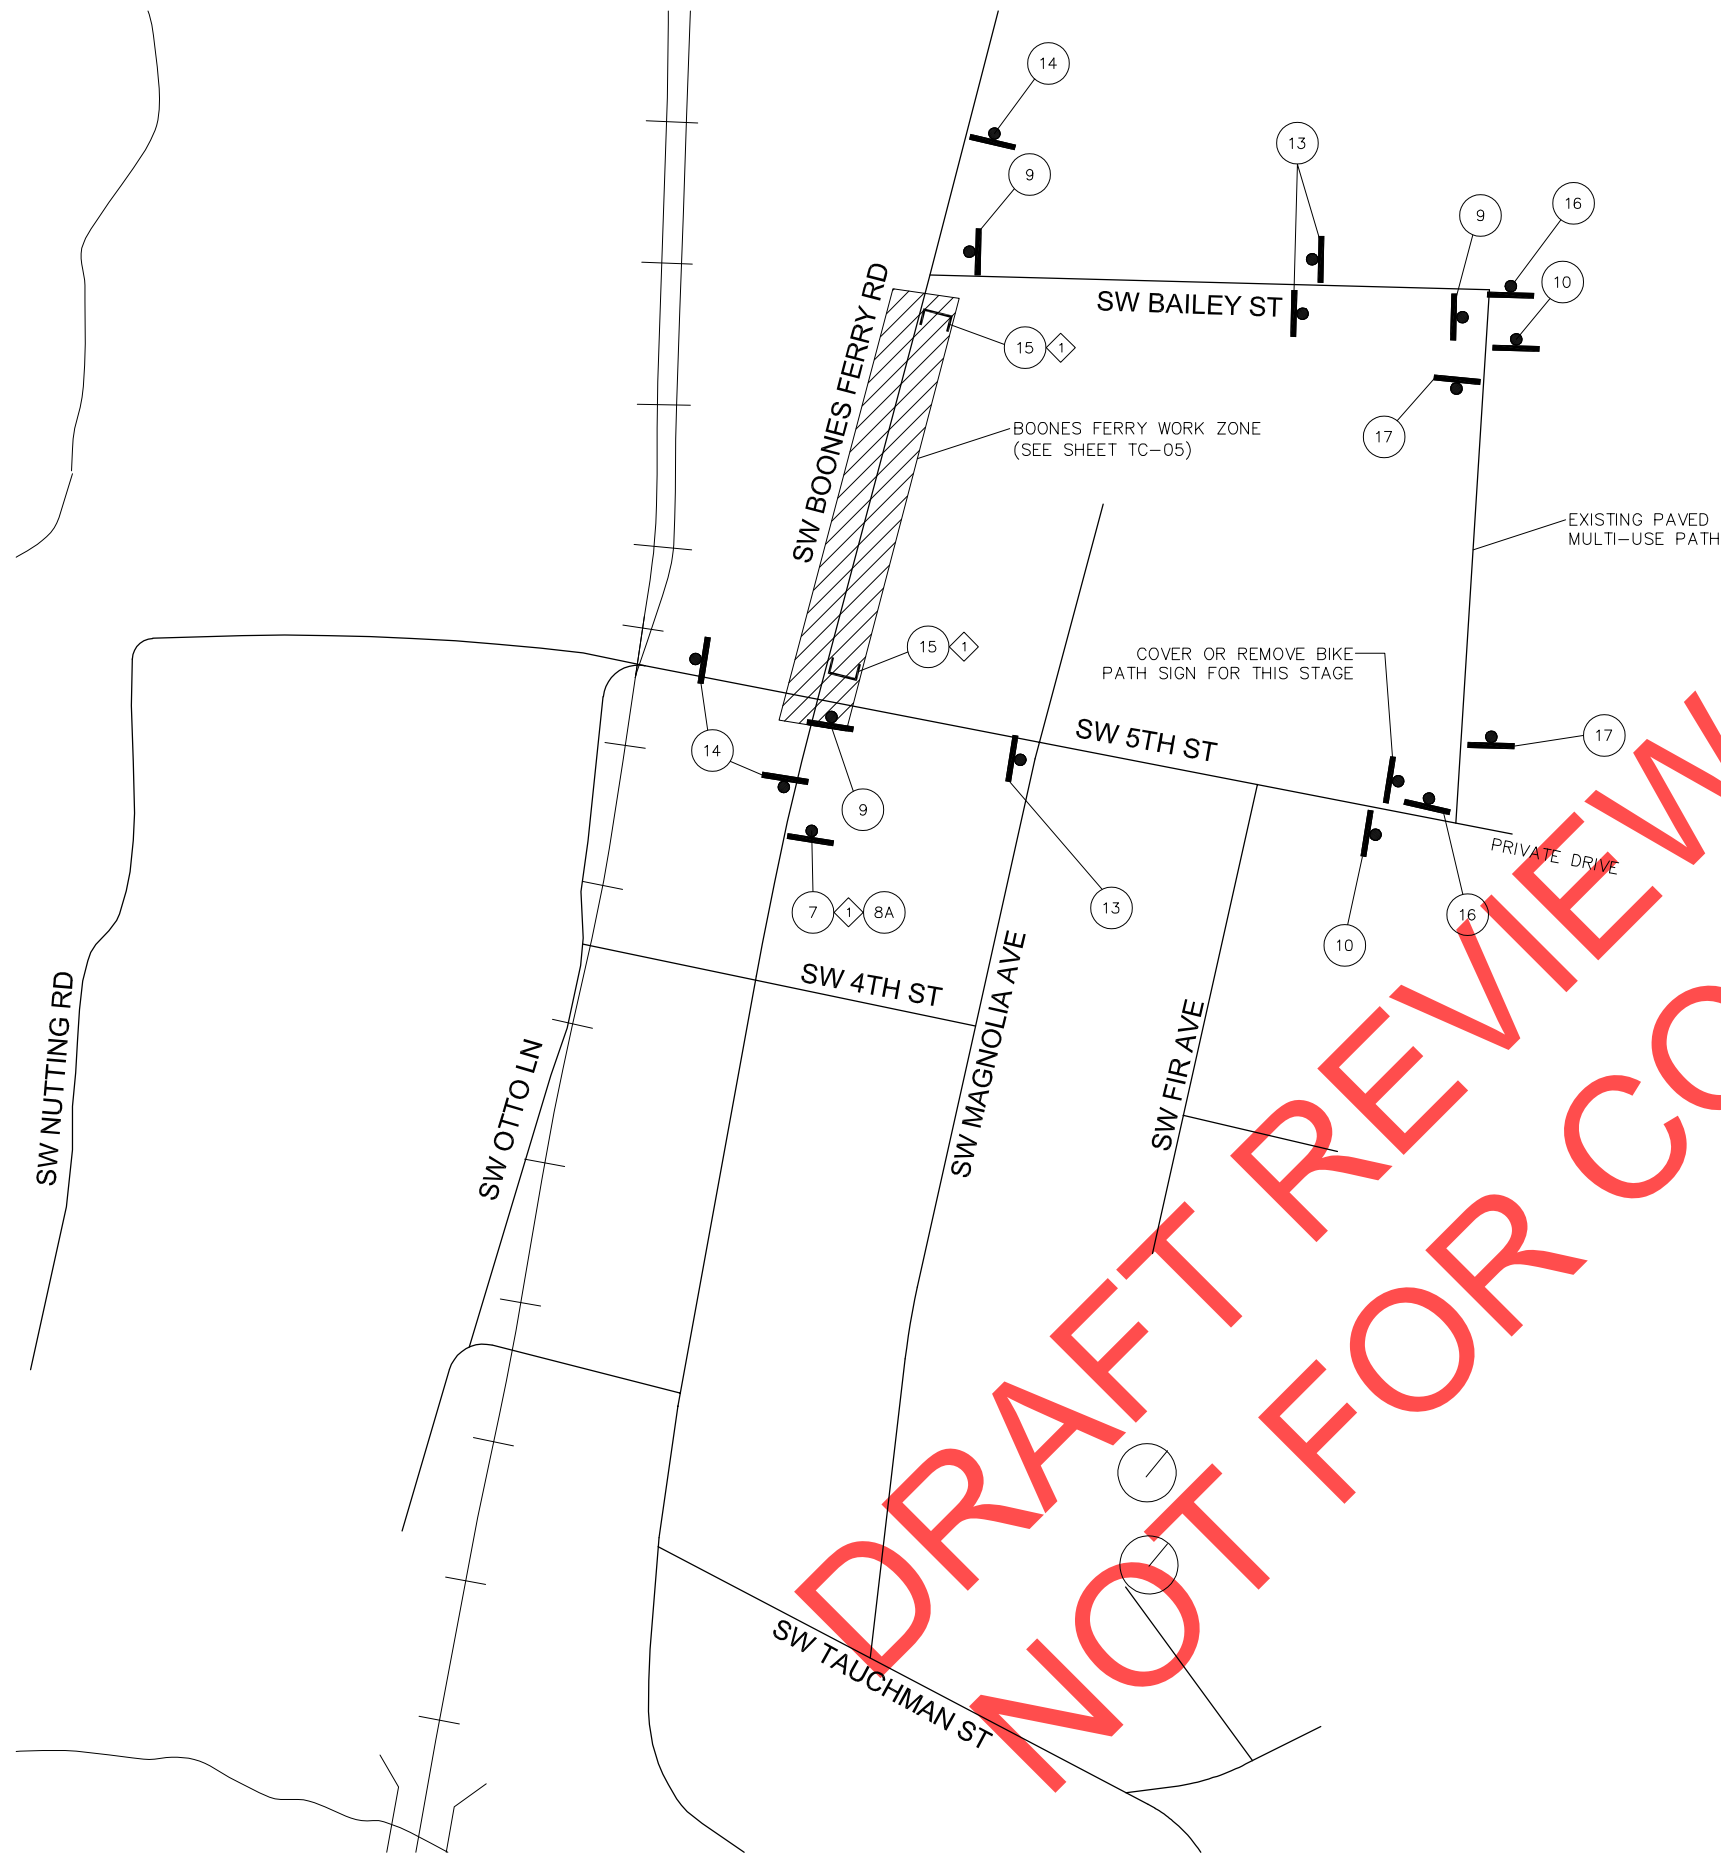 14
13
9
16
9
10
SW BAILEY ST
SW BOONES FERRY RD
15 1
BOONES FERRY WORK ZONE
(SEE SHEET TC-05)
17
EXISTING PAVED
MULTI-USE PATH
15 1
COVER OR REMOVE BIKE
PATH SIGN FOR THIS STAGE
14
SW 5TH ST
17
9
PRIVATE DRIVE
7 1 8A
13
16
10
SW 4TH ST
SW NUTTING RD
SW OTTO LN
SW MAGNOLIA AVE
SW FIR AVE
SW TAUCHMAN ST
DRAFT REVIEW
NOT FOR CO